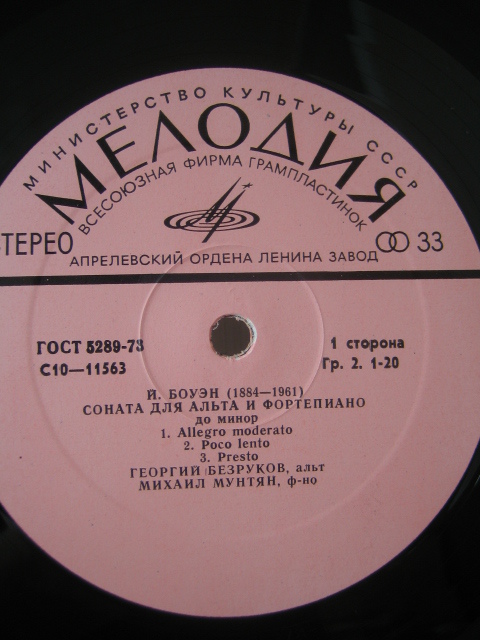 МИНИСТЕРСТВО КУЛЬТУРЫ СССР
МЕЛОДИЯ
ВСЕСОЮЗНАЯ ФИРМА ГРАМПЛАСТИНОК
СТЕРЕО 33
АПРЕЛЕВСКИЙ ОРДЕНА ЛЕНИНА ЗАВОД
ГОСТ 5289-73 1 сторона
С10—11563 Гр. 2. 1-20
Й. БОУЭН (1884—1961)
СОНАТА ДЛЯ АЛЬТА И ФОРТЕПИАНО
до минор
1. Allegro moderato
2. Poco lento
3. Presto
ГЕОРГИЙ БЕЗРУКОВ, альт
МИХАИЛ МУНТЯН, ф-но